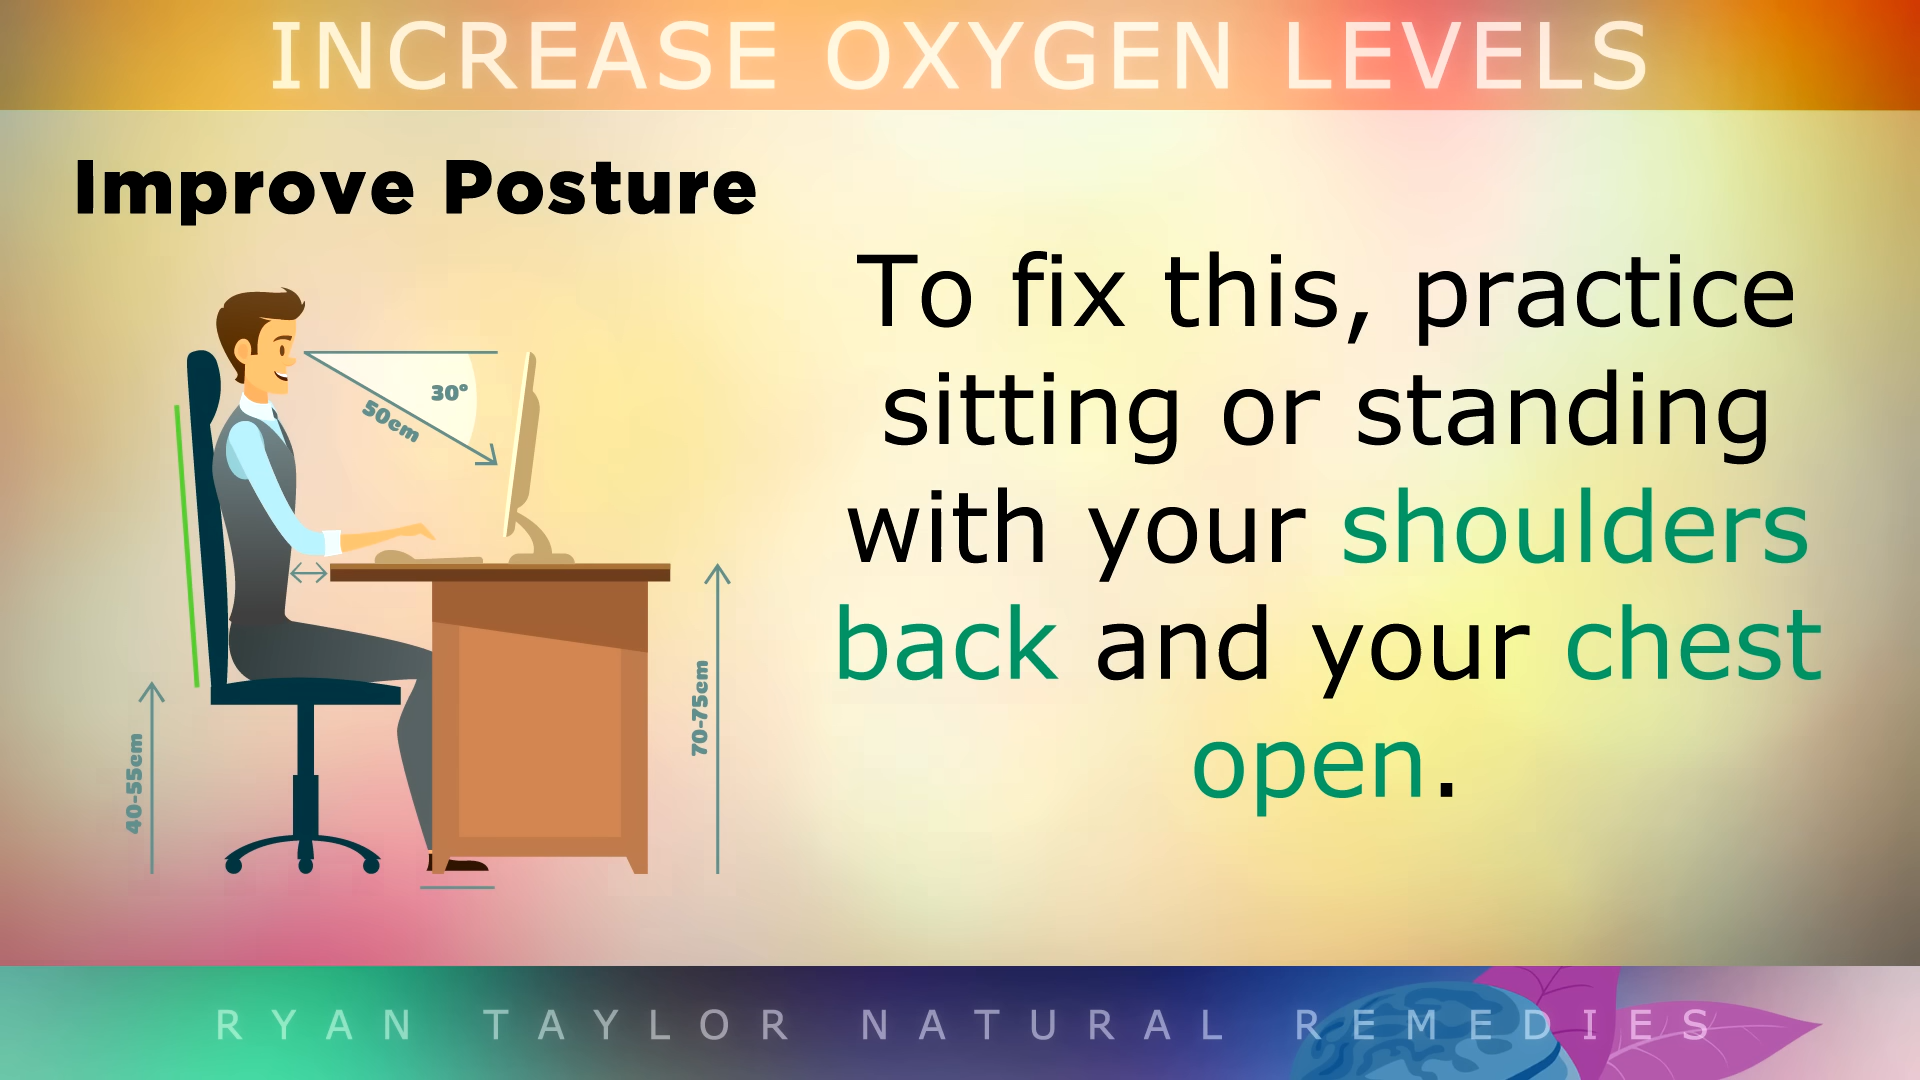 INCREASE OXYGEN LEVELS
Improve Posture
30°
50cm
40-55cm
70-75cm
To fix this, practice
sitting or standing
with your shoulders
back and your chest
open.
RYAN TAYLOR NATURAL REMEDIES